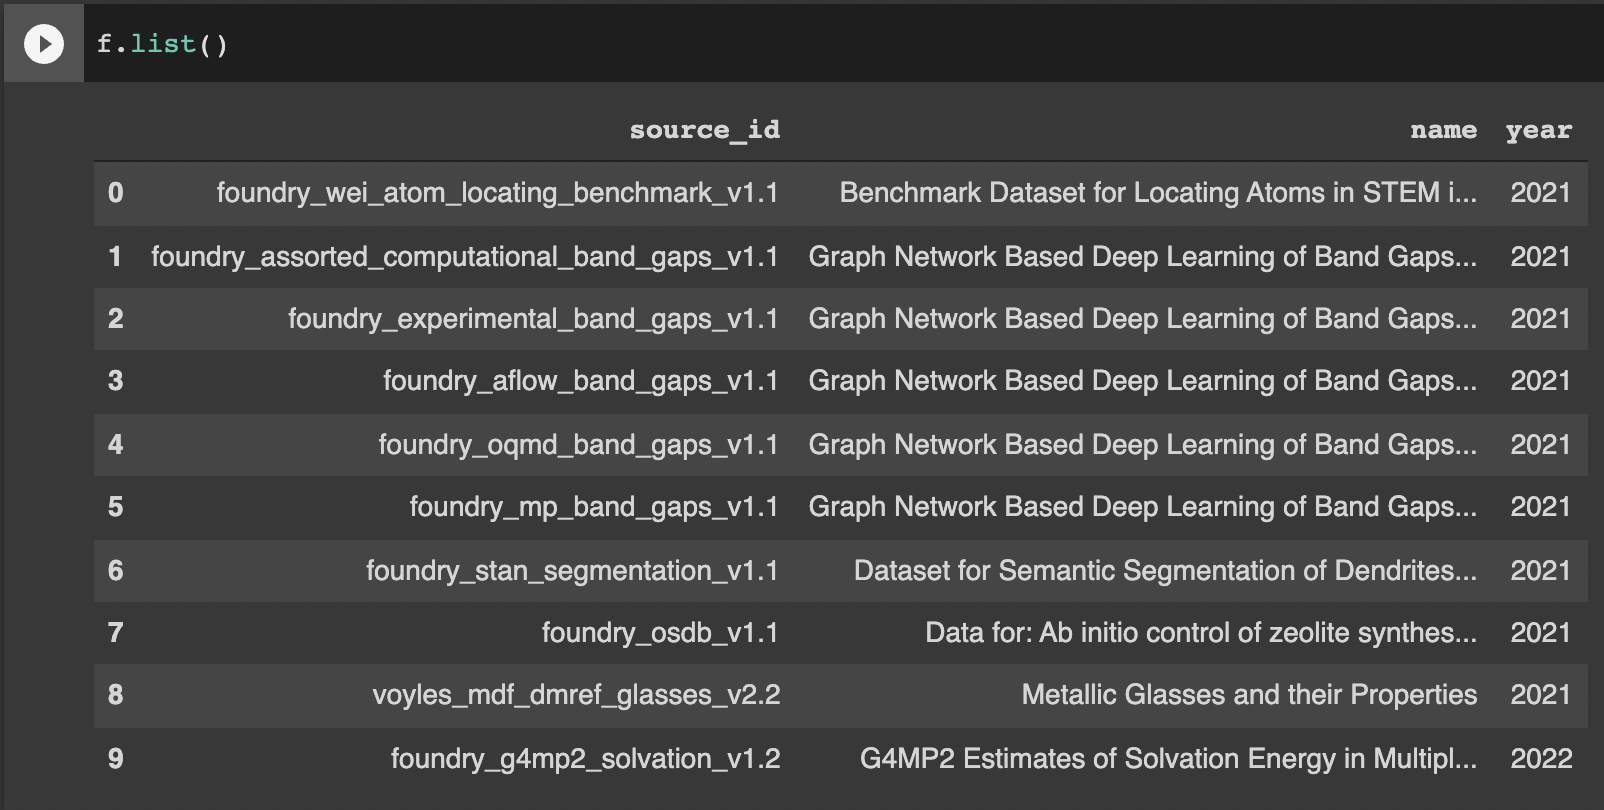 f.list()
source_id name year
0 foundry_wei_atom_locating_benchmark_v1.1 Benchmark Dataset for Locating Atoms in STEM i... 2021
1 foundry_assorted_computational_band_gaps_v1.1 Graph Network Based Deep Learning of Band Gaps... 2021
2 foundry_experimental_band_gaps_v1.1 Graph Network Based Deep Learning of Band Gaps... 2021
3 foundry_aflow_band_gaps_v1.1 Graph Network Based Deep Learning of Band Gaps... 2021
4 foundry_oqmd_band_gaps_v1.1 Graph Network Based Deep Learning of Band Gaps... 2021
5 foundry_mp_band_gaps_v1.1 Graph Network Based Deep Learning of Band Gaps... 2021
6 foundry_stan_segmentation_v1.1 Dataset for Semantic Segmentation of Dendrites... 2021
7 foundry_osdb_v1.1 Data for: Ab initio control of zeolite synthes... 2021
8 voyles_mdf_dmref_glasses_v2.2 Metallic Glasses and their Properties 2021
9 foundry_g4mp2_solvation_v1.2 G4MP2 Estimates of Solvation Energy in Multipl... 2022